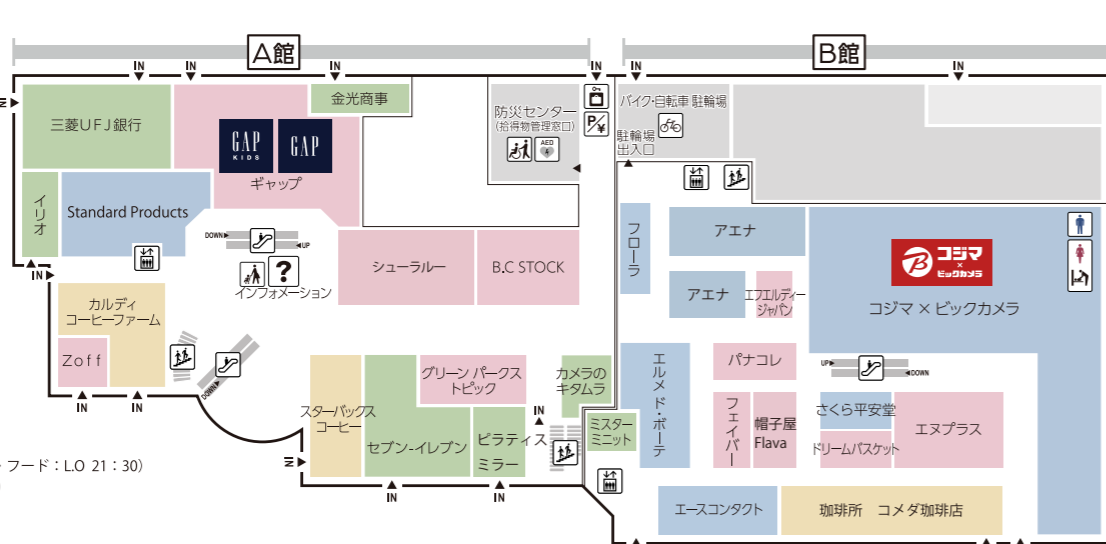 A館
B館
IN
IN
IN
IN
IN
IN
IN
三菱UFJ銀行
GAP
KIDS
GAP
ギャップ
金光商事
防災センター
(拾得物管理窓口)
AED
P/¥
バイク・自転車 駐輪場
駐輪場
出入口
イリオ
Standard Products
DOWN
UP
インフォメーション
シューラルー
B.C STOCK
フローラ
アエナ
アエナ
エフエルディー
ジャパン
コジマ
×
ビックカメラ
コジマ × ビックカメラ
IN
カルディ
コーヒーファーム
Zoff
IN
IN
DOWN
スターバックス
コーヒー
セブン-イレブン
グリーン パークス
トピック
ピラティス
ミラー
カメラの
キタムラ
ミスター
ミニット
IN
IN
IN
IN
エルメド・ボーテ
パナコレ
フェイバー
帽子屋
Flava
UP
DOWN
さくら平安堂
ドリームバスケット
エヌプラス
エースコンタクト
珈琲所 コメダ珈琲店
・フード：L.O 21：30）